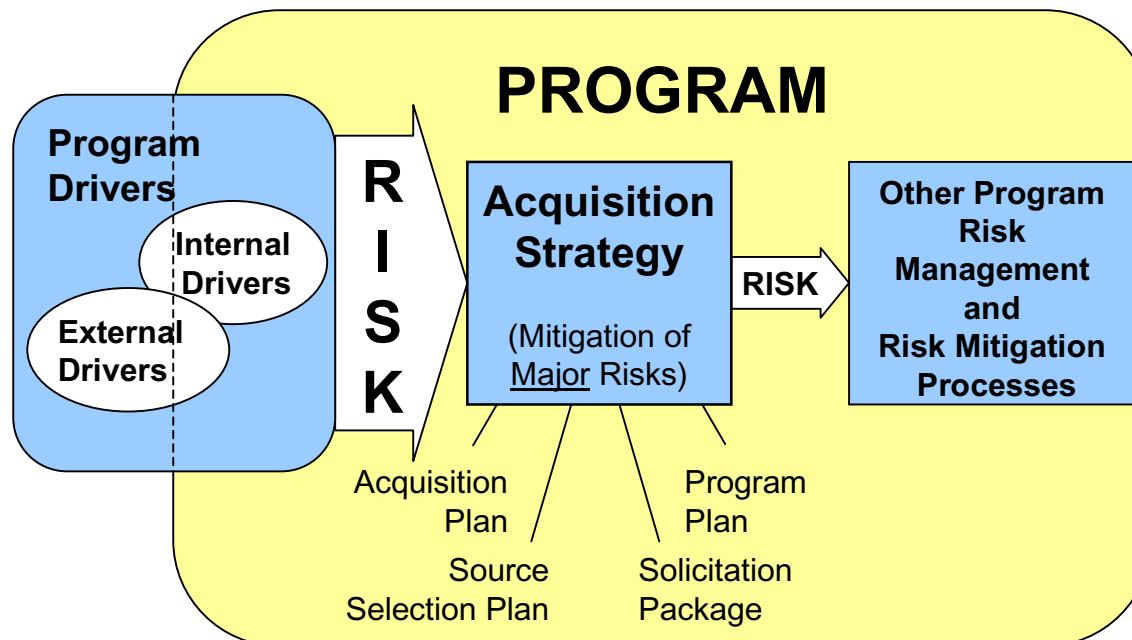 PROGRAM
Program
Drivers
Internal
Drivers
External
Drivers
R
I
S
K
Acquisition
Strategy
(Mitigation of
Major Risks)
RISK
Other Program
Risk
Management
and
Risk Mitigation
Processes
Acquisition
Plan
Source
Selection Plan
Solicitation
Package
Program
Plan